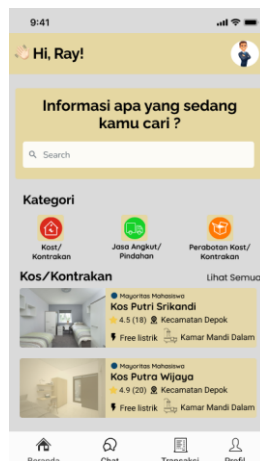 9:41
Hi, Ray!
Informasi apa yang sedang
kamu cari ?
Search
Kategori
Kost/
Kontrakan
Jasa Angkut/
Pindahan
Perabotan Kost/
Kontrakan
Kos/Kontrakan
Lihat Semua
Mayoritas Mahasiswa
Kos Putri Srikandi
4.5 (18) Kecamatan Depok
Free listrik Kamar Mandi Dalam
Mayoritas Mahasiswa
Kos Putra Wijaya
4.9 (20) Kecamatan Depok
Free listrik Kamar Mandi Dalam
Beranda
Chat
Transaksi
Profil